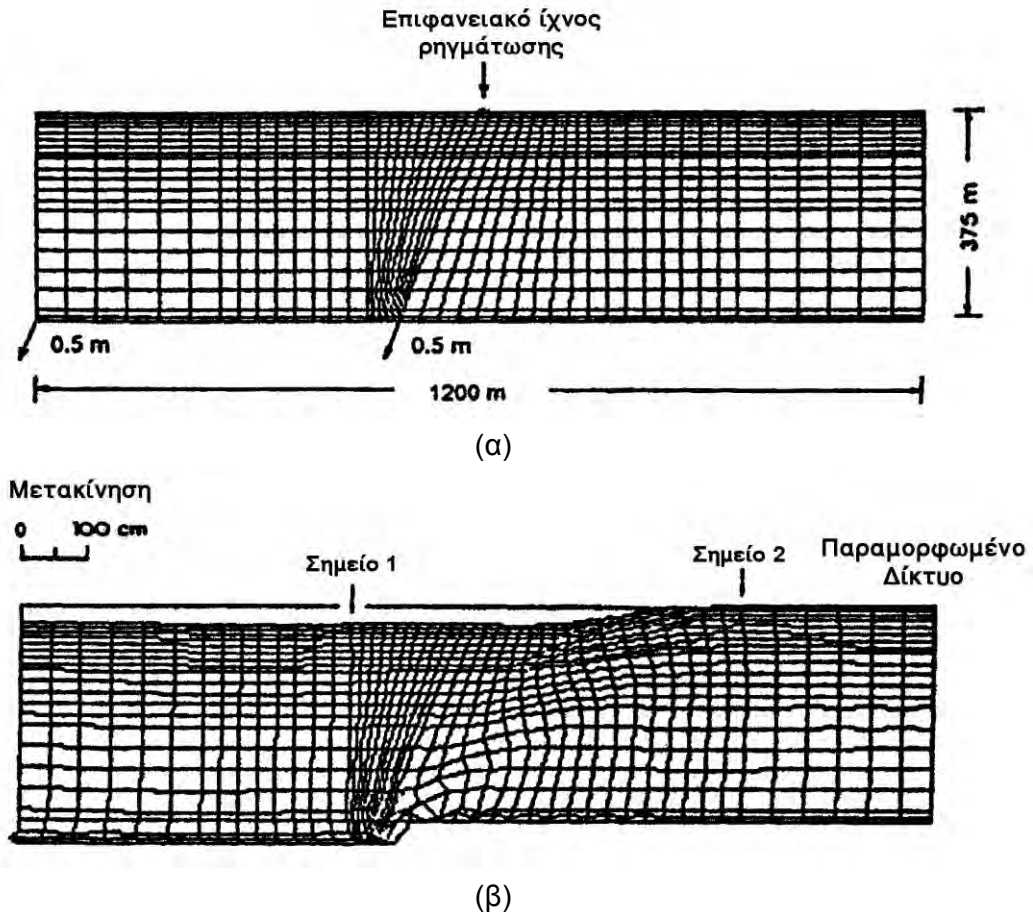 Επιφανειακό ίχνος
ρηγμάτωσης
375 m
0.5 m
0.5 m
1200 m
(α)
Μετακίνηση
0 100 cm
Σημείο 1
Σημείο 2
Παραμορφωμένο
Δίκτυο
(β)